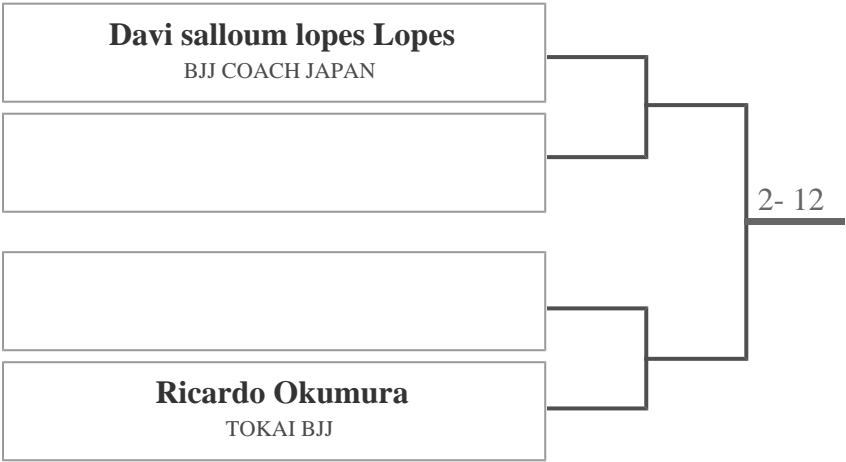 Davi salloum lopes Lopes
BJJ COACH JAPAN
2- 12
Ricardo Okumura
TOKAI BJJ